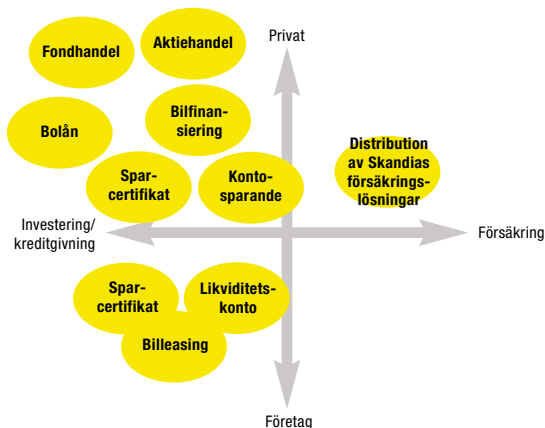 Privat
Fondhandel
Aktiehandel
Bolån
Bilfinan-
siering
Distribution
av Skandias
försäkrings-
lösningar
Spar-
certifikat
Konto-
sparande
Investering/
kreditgivning
Försäkring
Spar-
certifikat
Likviditets-
konto
Billeasing
Företag